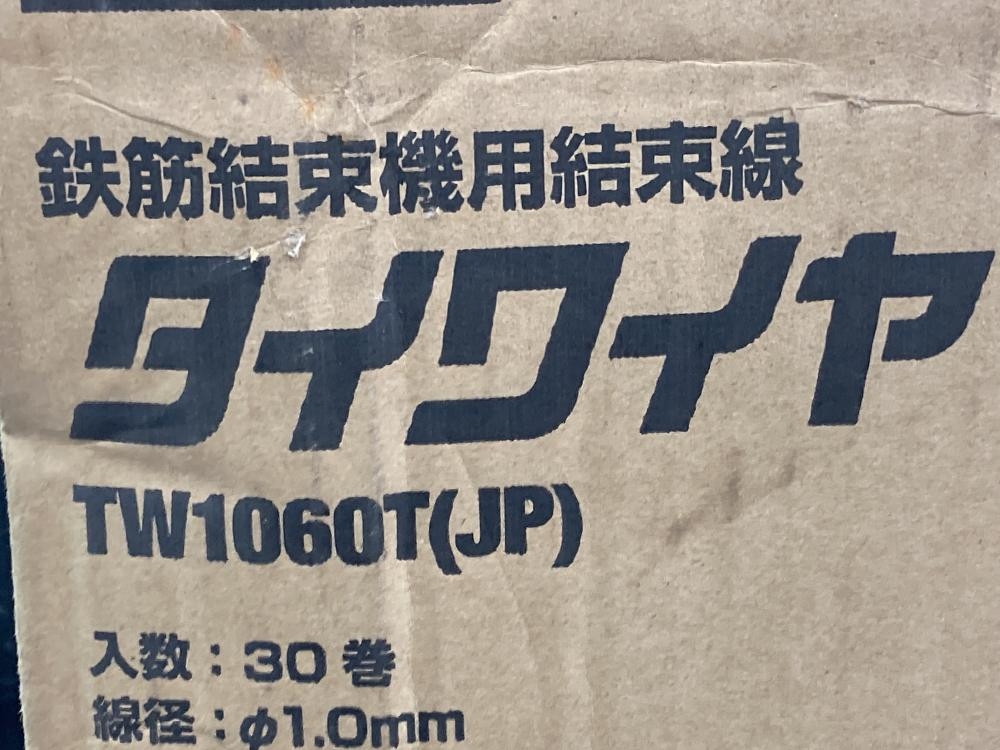 鉄筋結束機用結束線
タイワイヤ
TW1060T(JP)
入数：30巻
線径：φ1.0mm